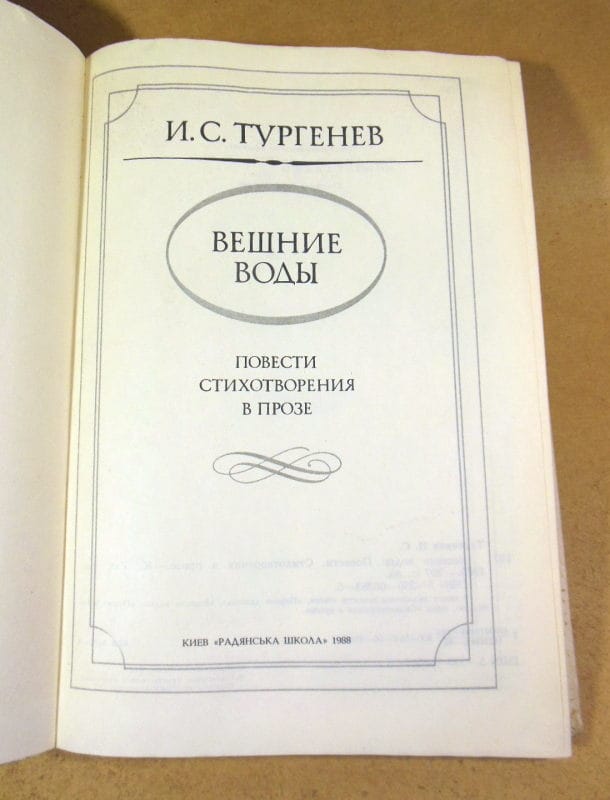 И. С. ТУРГЕНЕВ
ВЕШНИЕ
ВОДЫ
ПОВЕСТИ
СТИХОТВОРЕНИЯ
В ПРОЗЕ
КИЕВ «РАДЯНСЬКА ШКОЛА» 1988